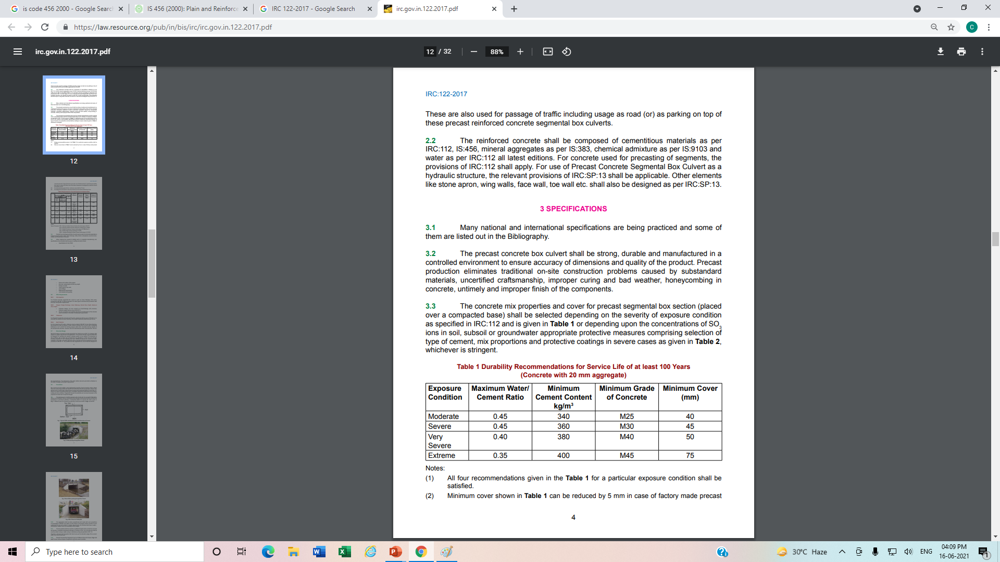 is code 456 2000 - Google Searc
IS 456 (2000): Plain and Reinforce
IRC 122-2017 - Google Search
irc.gov.in.122.2017.pdf
https://law.resource.org/pub/in/bis/irc/irc.gov.in.122.2017.pdf
C
irc.gov.in.122.2017.pdf
12 / 32
88%
12
13
14
15
IRC:122-2017
These are also used for passage of traffic including usage as road (or) as parking on top of
these precast reinforced concrete segmental box culverts.
2.2 The reinforced concrete shall be composed of cementitious materials as per
IRC:112, IS:456, mineral aggregates as per IS:383, chemical admixture as per IS:9103 and
water as per IRC:112 all latest editions. For concrete used for precasting of segments, the
provisions of IRC:112 shall apply. For use of Precast Concrete Segmental Box Culvert as a
hydraulic structure, the relevant provisions of IRC:SP:13 shall be applicable. Other elements
like stone apron, wing walls, face wall, toe wall etc. shall also be designed as per IRC:SP:13.
3 SPECIFICATIONS
3.1 Many national and international specifications are being practiced and some of
them are listed out in the Bibliography.
3.2 The precast concrete box culvert shall be strong, durable and manufactured in a
controlled environment to ensure accuracy of dimensions and quality of the product. Precast
production eliminates traditional on-site construction problems caused by substandard
materials, uncertified craftsmanship, improper curing and bad weather, honeycombing in
concrete, untimely and improper finish of the components.
3.3 The concrete mix properties and cover for precast segmental box section (placed
over a compacted base) shall be selected depending on the severity of exposure condition
as specified in IRC:112 and is given in Table 1 or depending upon the concentrations of SO₃
ions in soil, subsoil or groundwater appropriate protective measures comprising selection of
type of cement, mix proportions and protective coatings in severe cases as given in Table 2,
whichever is stringent.
Table 1 Durability Recommendations for Service Life of at least 100 Years
(Concrete with 20 mm aggregate)
Exposure Maximum Water/ Minimum Minimum Grade Minimum Cover
Condition Cement Ratio Cement Content of Concrete (mm)
kg/m³
Moderate 0.45 340 M25 40
Severe 0.45 360 M30 45
Very 0.40 380 M40 50
Severe
Extreme 0.35 400 M45 75
Notes:
(1) All four recommendations given in the Table 1 for a particular exposure condition shall be
satisfied.
(2) Minimum cover shown in Table 1 can be reduced by 5 mm in case of factory made precast
4
Type here to search
30°C Haze
ENG
04:09 PM
16-06-2021
1